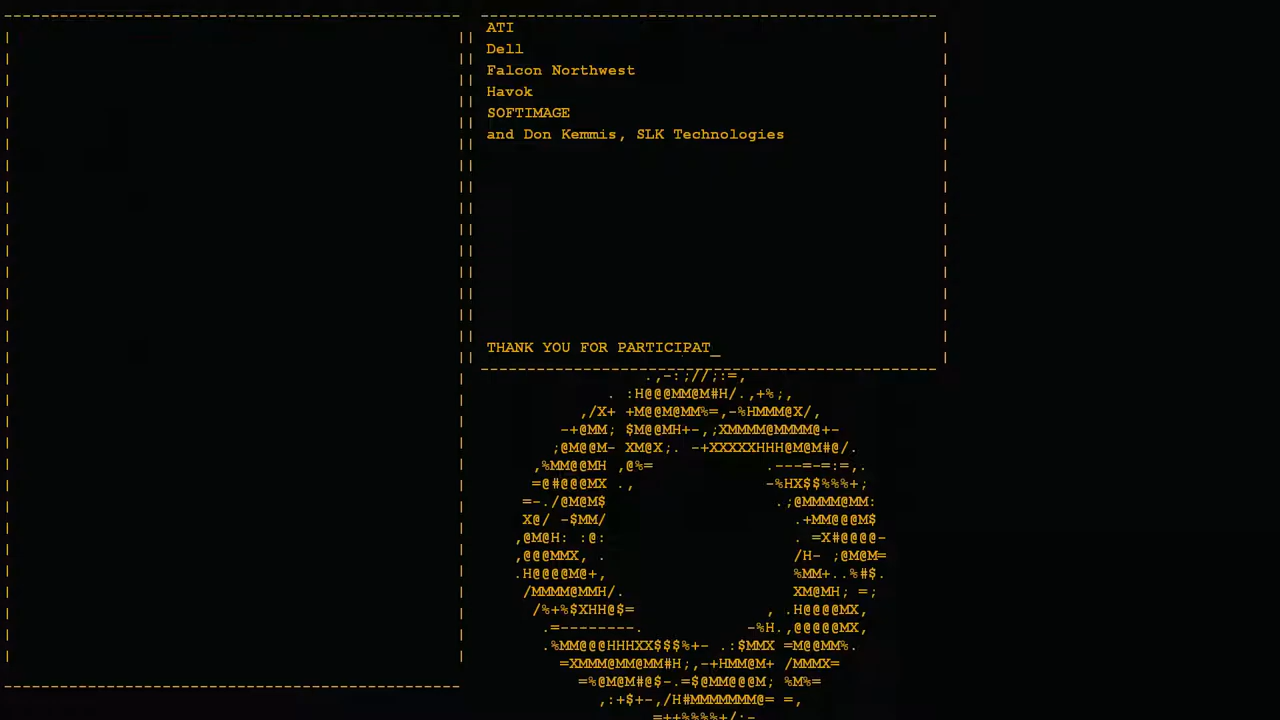 ATI
Dell
Falcon Northwest
Havok
SOFTIMAGE
and Don Kemmis, SLK Technologies
THANK YOU FOR PARTICIPAT_